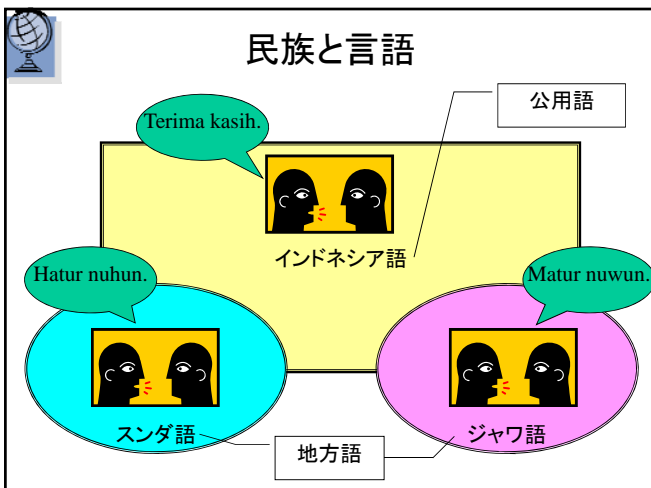 民族と言語
公用語
Terima kasih.
インドネシア語
Hatur nuhun.
Matur nuwun.
スンダ語
ジャワ語
地方語